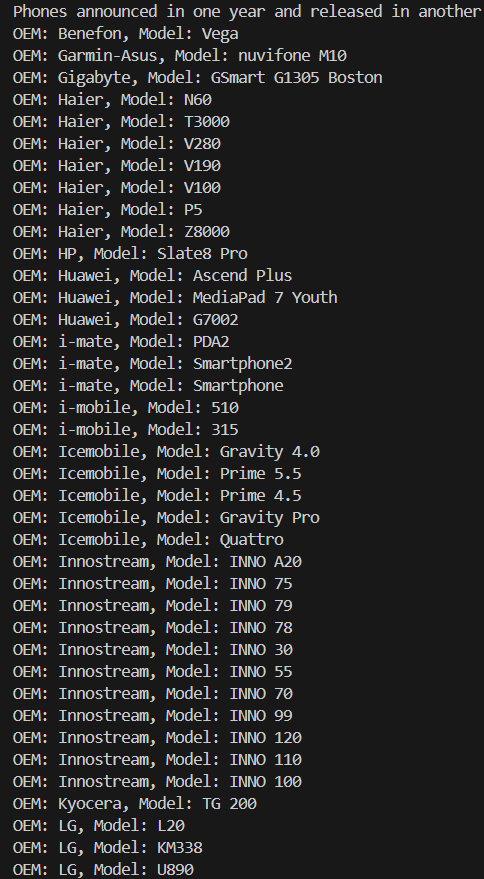 Phones announced in one year and released in another
OEM: Benefon, Model: Vega
OEM: Garmin-Asus, Model: nuvifone M10
OEM: Gigabyte, Model: GSmart G1305 Boston
OEM: Haier, Model: N60
OEM: Haier, Model: T3000
OEM: Haier, Model: V280
OEM: Haier, Model: V190
OEM: Haier, Model: V100
OEM: Haier, Model: P5
OEM: Haier, Model: Z8000
OEM: HP, Model: Slate8 Pro
OEM: Huawei, Model: Ascend Plus
OEM: Huawei, Model: MediaPad 7 Youth
OEM: Huawei, Model: G7002
OEM: i-mate, Model: PDA2
OEM: i-mate, Model: Smartphone2
OEM: i-mate, Model: Smartphone
OEM: i-mobile, Model: 510
OEM: i-mobile, Model: 315
OEM: Icemobile, Model: Gravity 4.0
OEM: Icemobile, Model: Prime 5.5
OEM: Icemobile, Model: Prime 4.5
OEM: Icemobile, Model: Gravity Pro
OEM: Icemobile, Model: Quattro
OEM: Innostream, Model: INNO A20
OEM: Innostream, Model: INNO 75
OEM: Innostream, Model: INNO 79
OEM: Innostream, Model: INNO 78
OEM: Innostream, Model: INNO 30
OEM: Innostream, Model: INNO 55
OEM: Innostream, Model: INNO 70
OEM: Innostream, Model: INNO 99
OEM: Innostream, Model: INNO 120
OEM: Innostream, Model: INNO 110
OEM: Innostream, Model: INNO 100
OEM: Kyocera, Model: TG 200
OEM: LG, Model: L20
OEM: LG, Model: KM338
OEM: LG, Model: U890